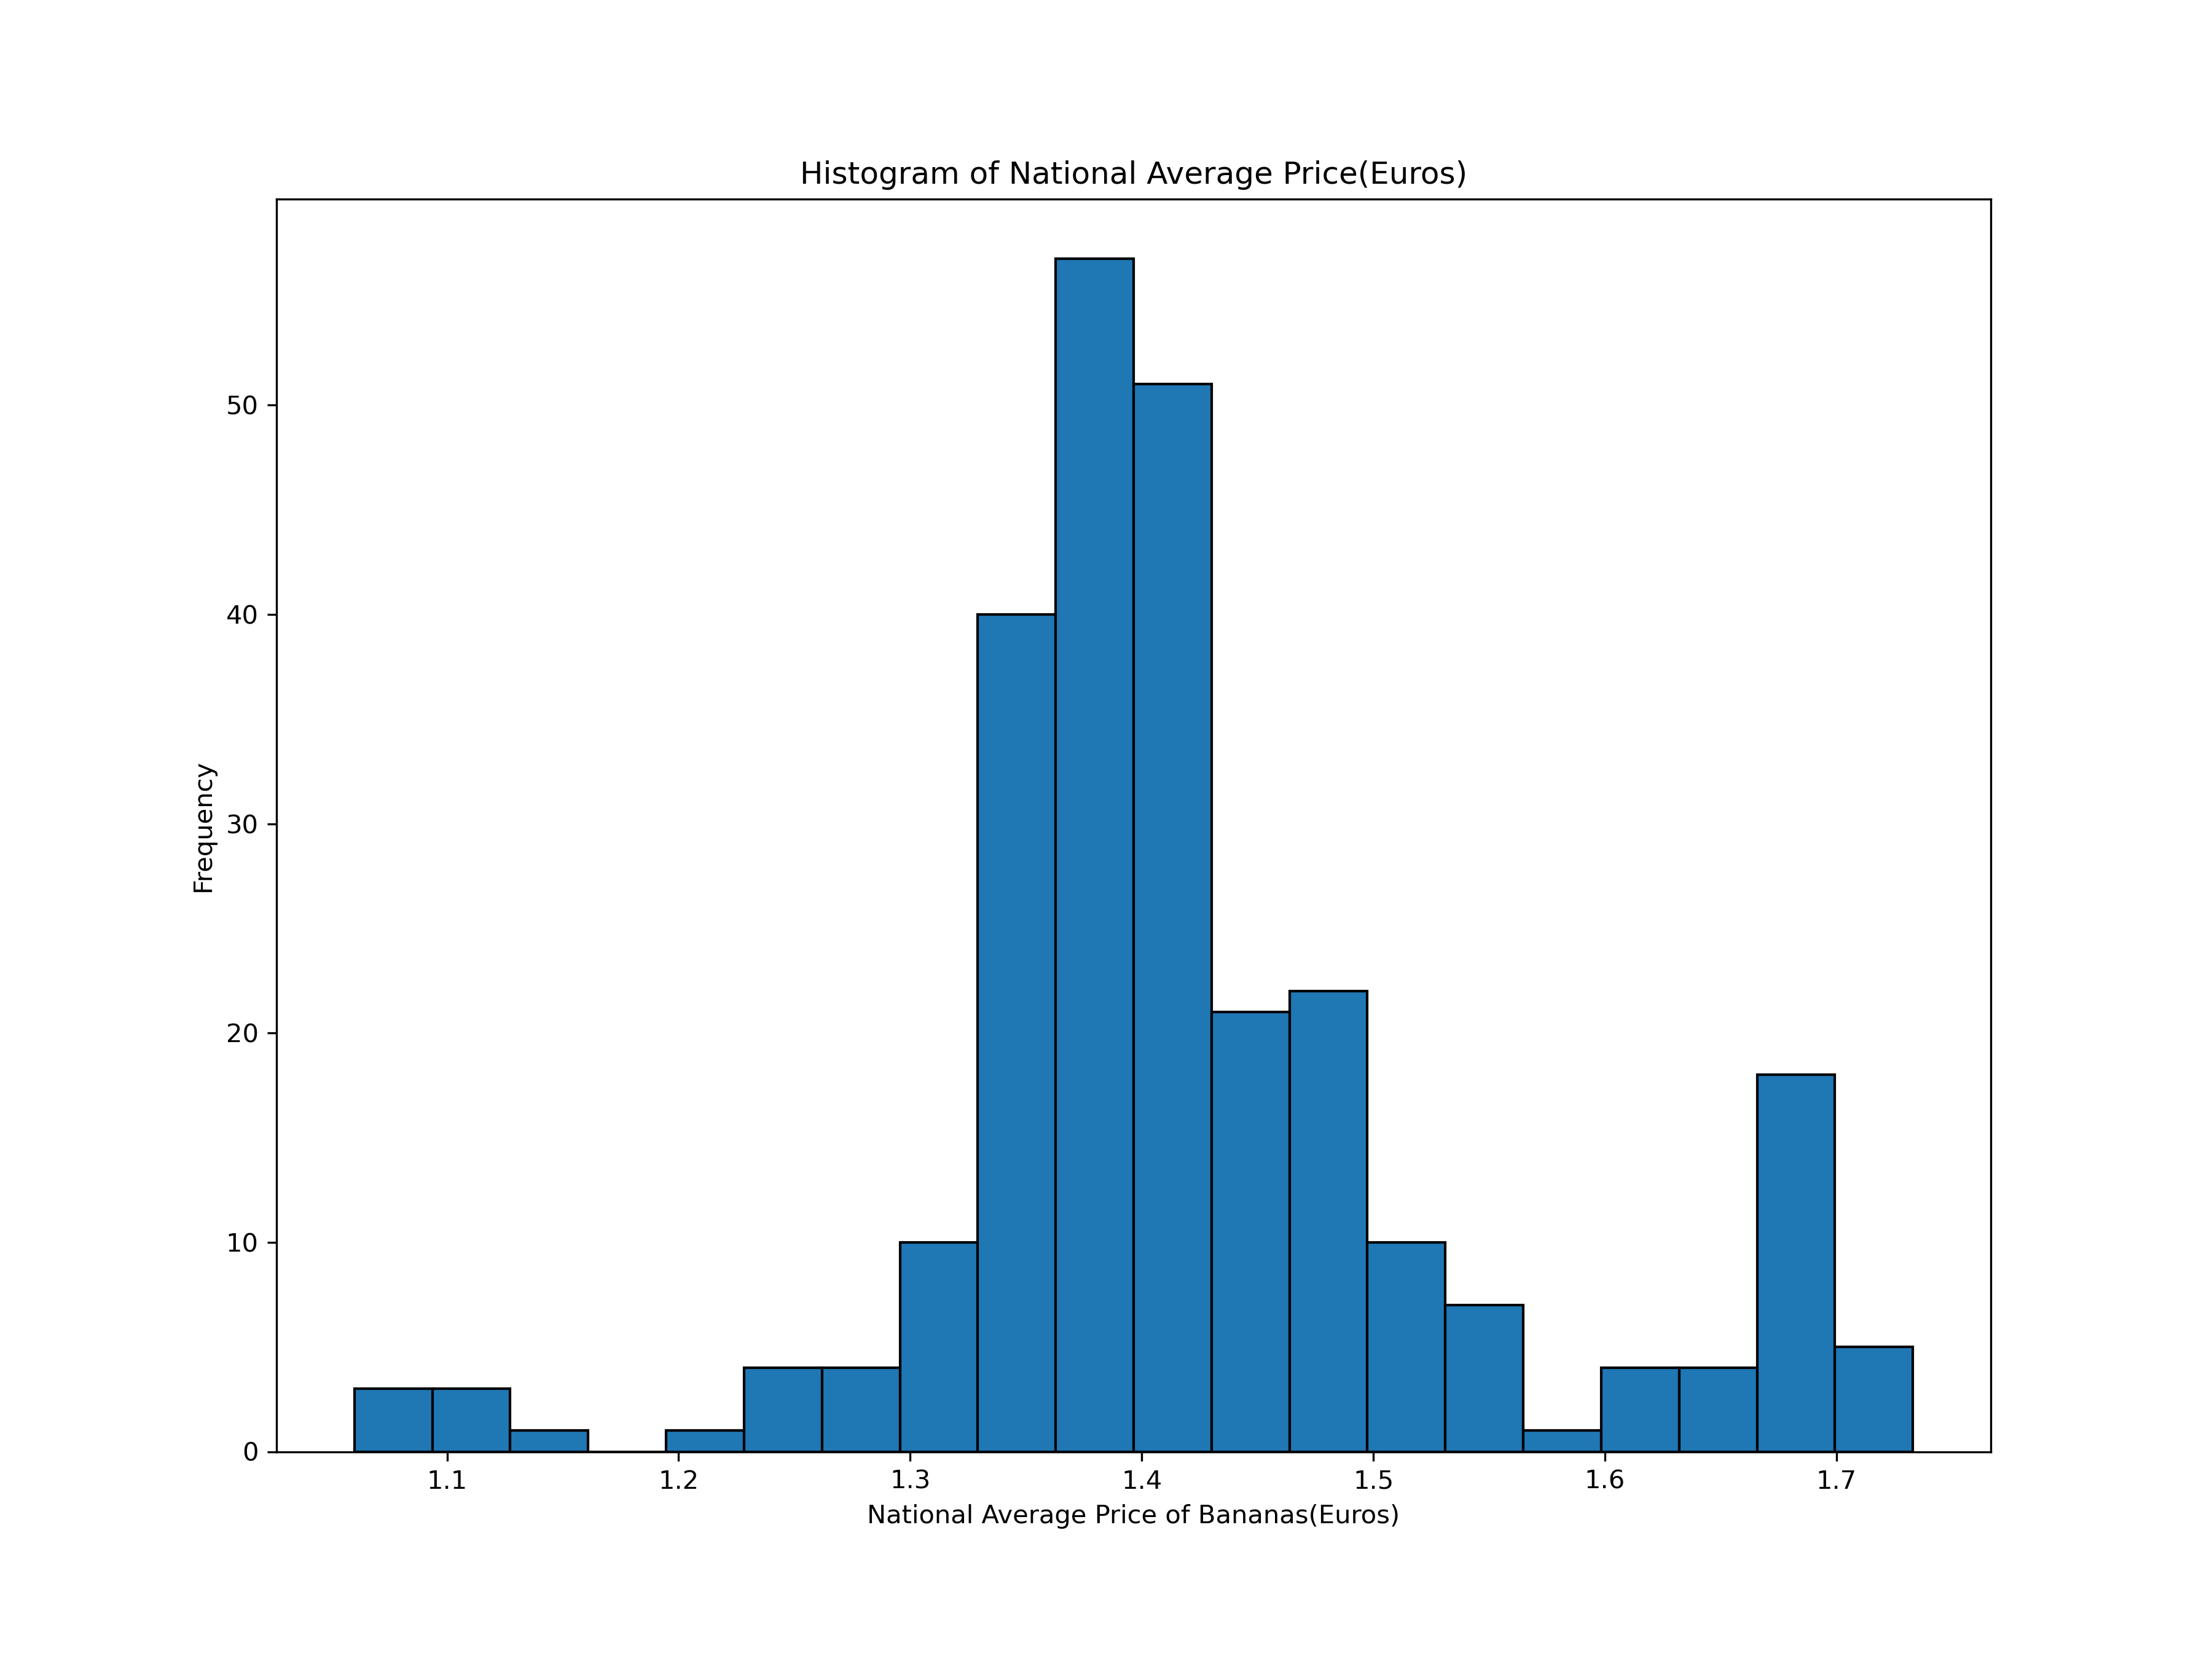 Histogram of National Average Price(Euros)
Frequency
50
40
30
20
10
0
1.1 1.2 1.3 1.4 1.5 1.6 1.7
National Average Price of Bananas(Euros)